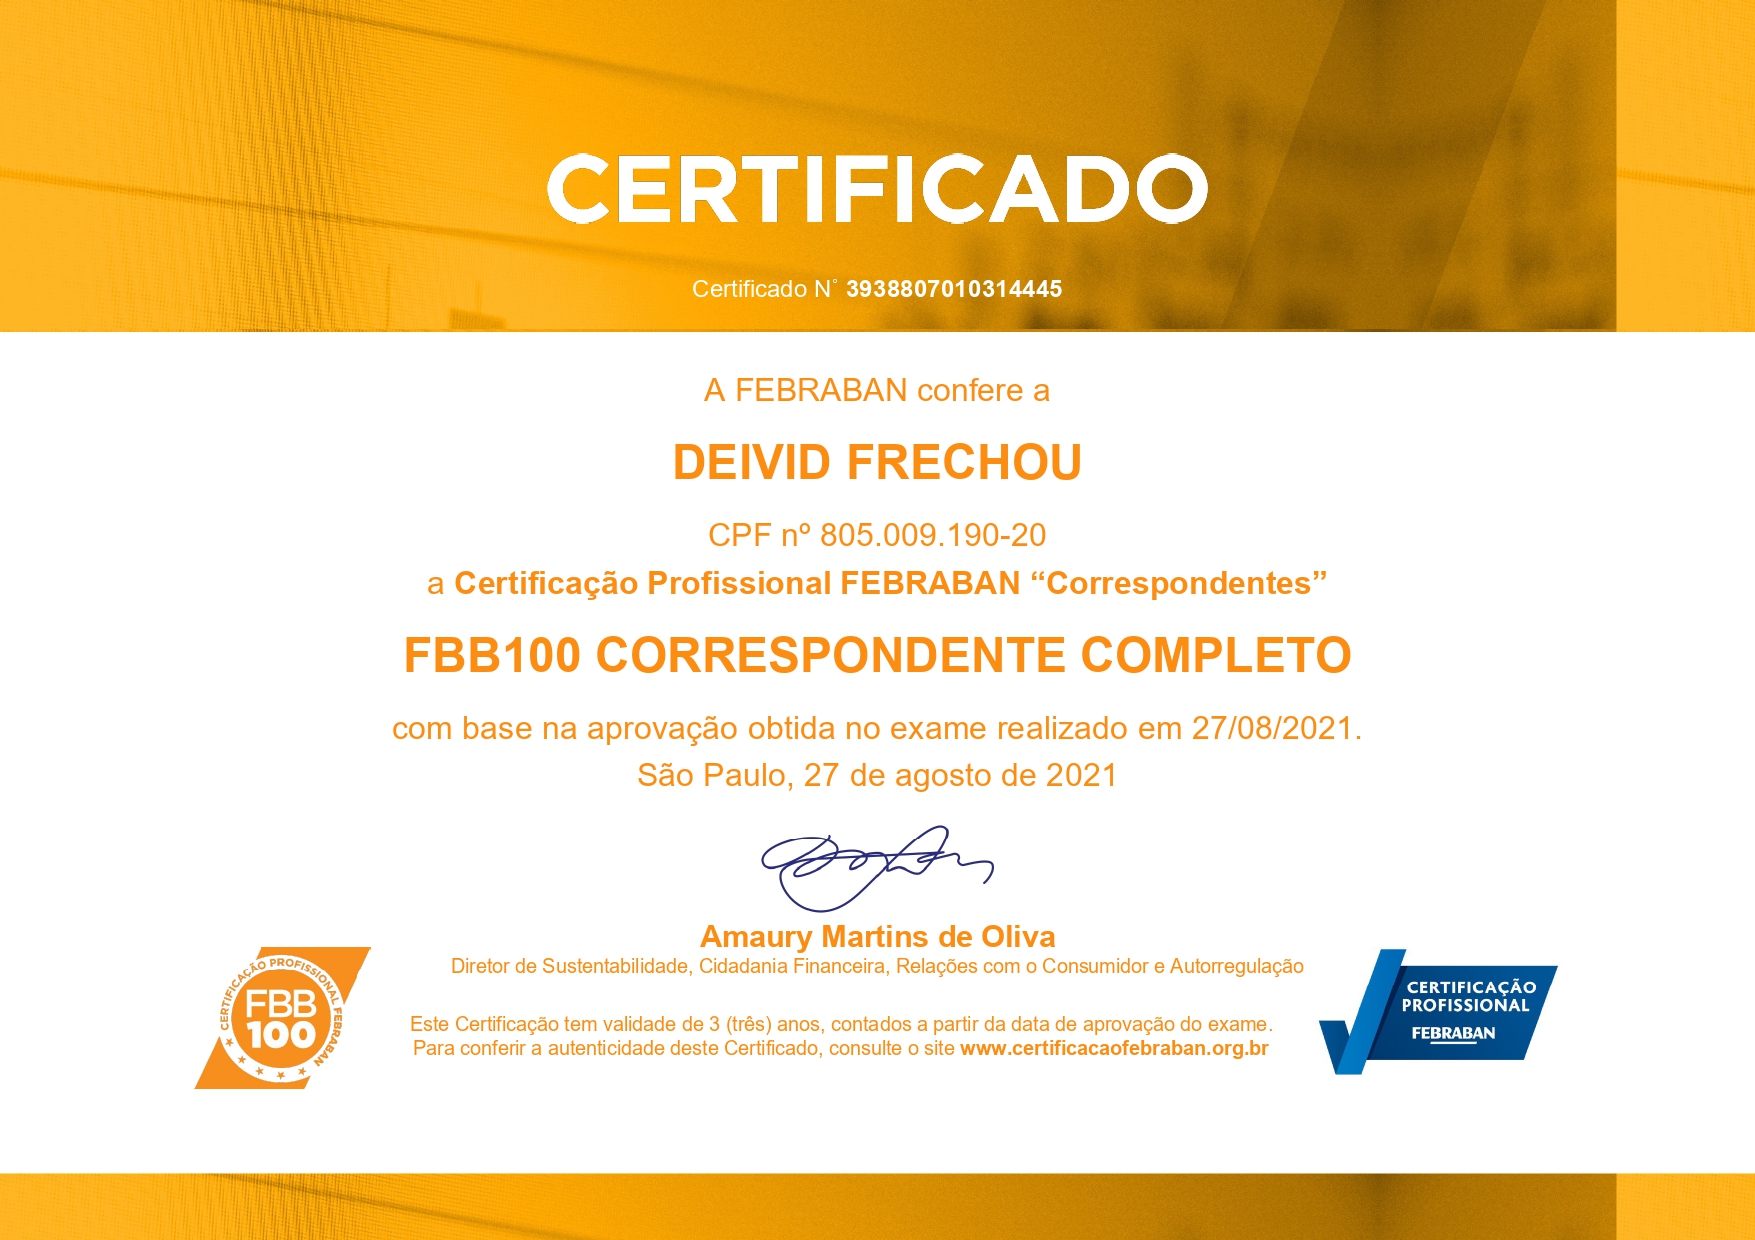 CERTIFICADO
Certificado N° 3938807010314445
A FEBRABAN confere a
DEIVID FRECHOU
CPF nº 805.009.190-20
a Certificação Profissional FEBRABAN “Correspondentes”
FBB100 CORRESPONDENTE COMPLETO
com base na aprovação obtida no exame realizado em 27/08/2021.
São Paulo, 27 de agosto de 2021
Amaury Martins de Oliva
Diretor de Sustentabilidade, Cidadania Financeira, Relações com o Consumidor e Autorregulação
CERTIFICAÇÃO PROFISSIONAL FEBRABAN
FBB
100
Este Certificação tem validade de 3 (três) anos, contados a partir da data de aprovação do exame.
Para conferir a autenticidade deste Certificado, consulte o site www.certificacaofebraban.org.br
CERTIFICAÇÃO
PROFISSIONAL
FEBRABAN